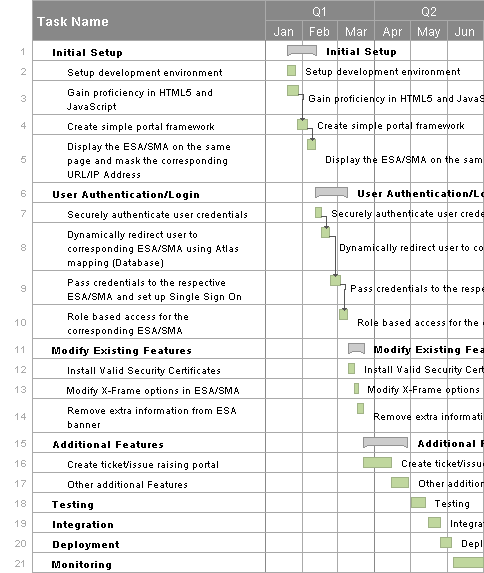 Task Name
Q1
Q2
Jan
Feb
Mar
Apr
May
Jun
1
Initial Setup
Initial Setup
2
Setup development environment
Setup development environment
3
Gain proficiency in HTML5 and
JavaScript
Gain proficiency in HTML5 and JavaS
4
Create simple portal framework
Create simple portal framework
5
Display the ESA/SMA on the same
page and mask the corresponding
URL/IP Address
Display the ESA/SMA on the sam
6
User Authentication/Login
User Authentication/L
7
Securely authenticate user credentials
Securely authenticate user crede
8
Dynamically redirect user to
corresponding ESA/SMA using Atlas
mapping (Database)
Dynamically redirect user to co
9
Pass credentials to the respective
ESA/SMA and set up Single Sign On
Pass credentials to the respe
10
Role based access for the
corresponding ESA/SMA
Role based access for the c
11
Modify Existing Features
Modify Existing Fea
12
Install Valid Security Certificates
Install Valid Security Cert
13
Modify X-Frame options in ESA/SMA
Modify X-Frame options
14
Remove extra information from ESA
banner
Remove extra informati
15
Additional Features
Additional F
16
Create ticket/issue raising portal
Create ticket/issu
17
Other additional Features
Other addition
18
Testing
Testing
19
Integration
Integra
20
Deployment
Depl
21
Monitoring